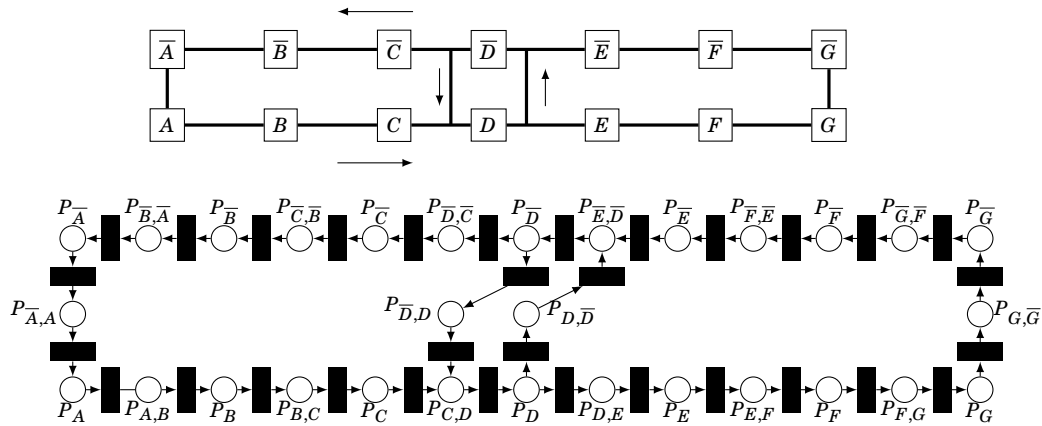 A̅ B̅ C̅ D̅ E̅ F̅ G̅
A B C D E F G
P_A̅ P_B̅,A̅ P_B̅ P_C̅,B̅ P_C̅ P_D̅,C̅ P_D̅ P_E̅,D̅ P_E̅ P_F̅,E̅ P_F̅ P_G̅,F̅ P_G̅
P_A̅,A P_D̅,D P_D,D̅ P_G,G̅
P_A P_A,B P_B P_B,C P_C P_C,D P_D P_D,E P_E P_E,F P_F P_F,G P_G